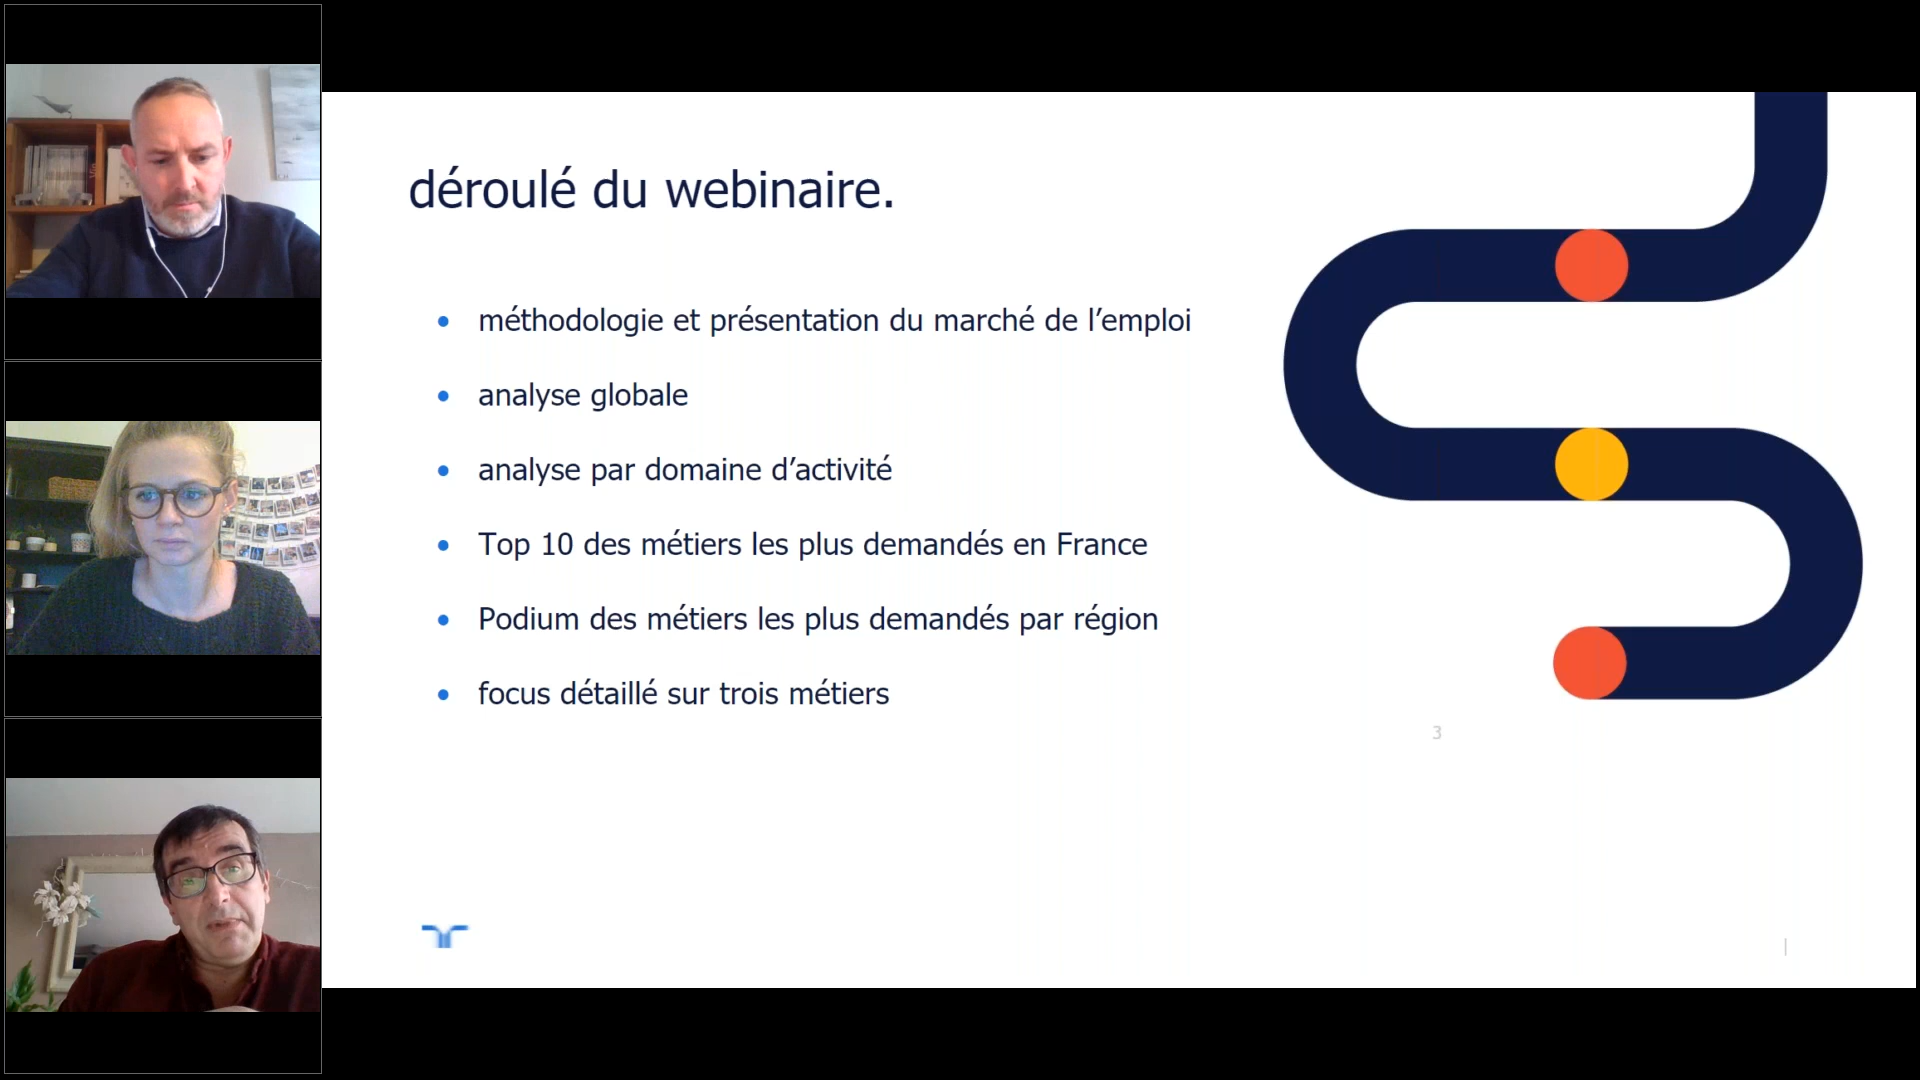 déroulé du webinaire.
méthodologie et présentation du marché de l’emploi
analyse globale
analyse par domaine d’activité
Top 10 des métiers les plus demandés en France
Podium des métiers les plus demandés par région
focus détaillé sur trois métiers
3